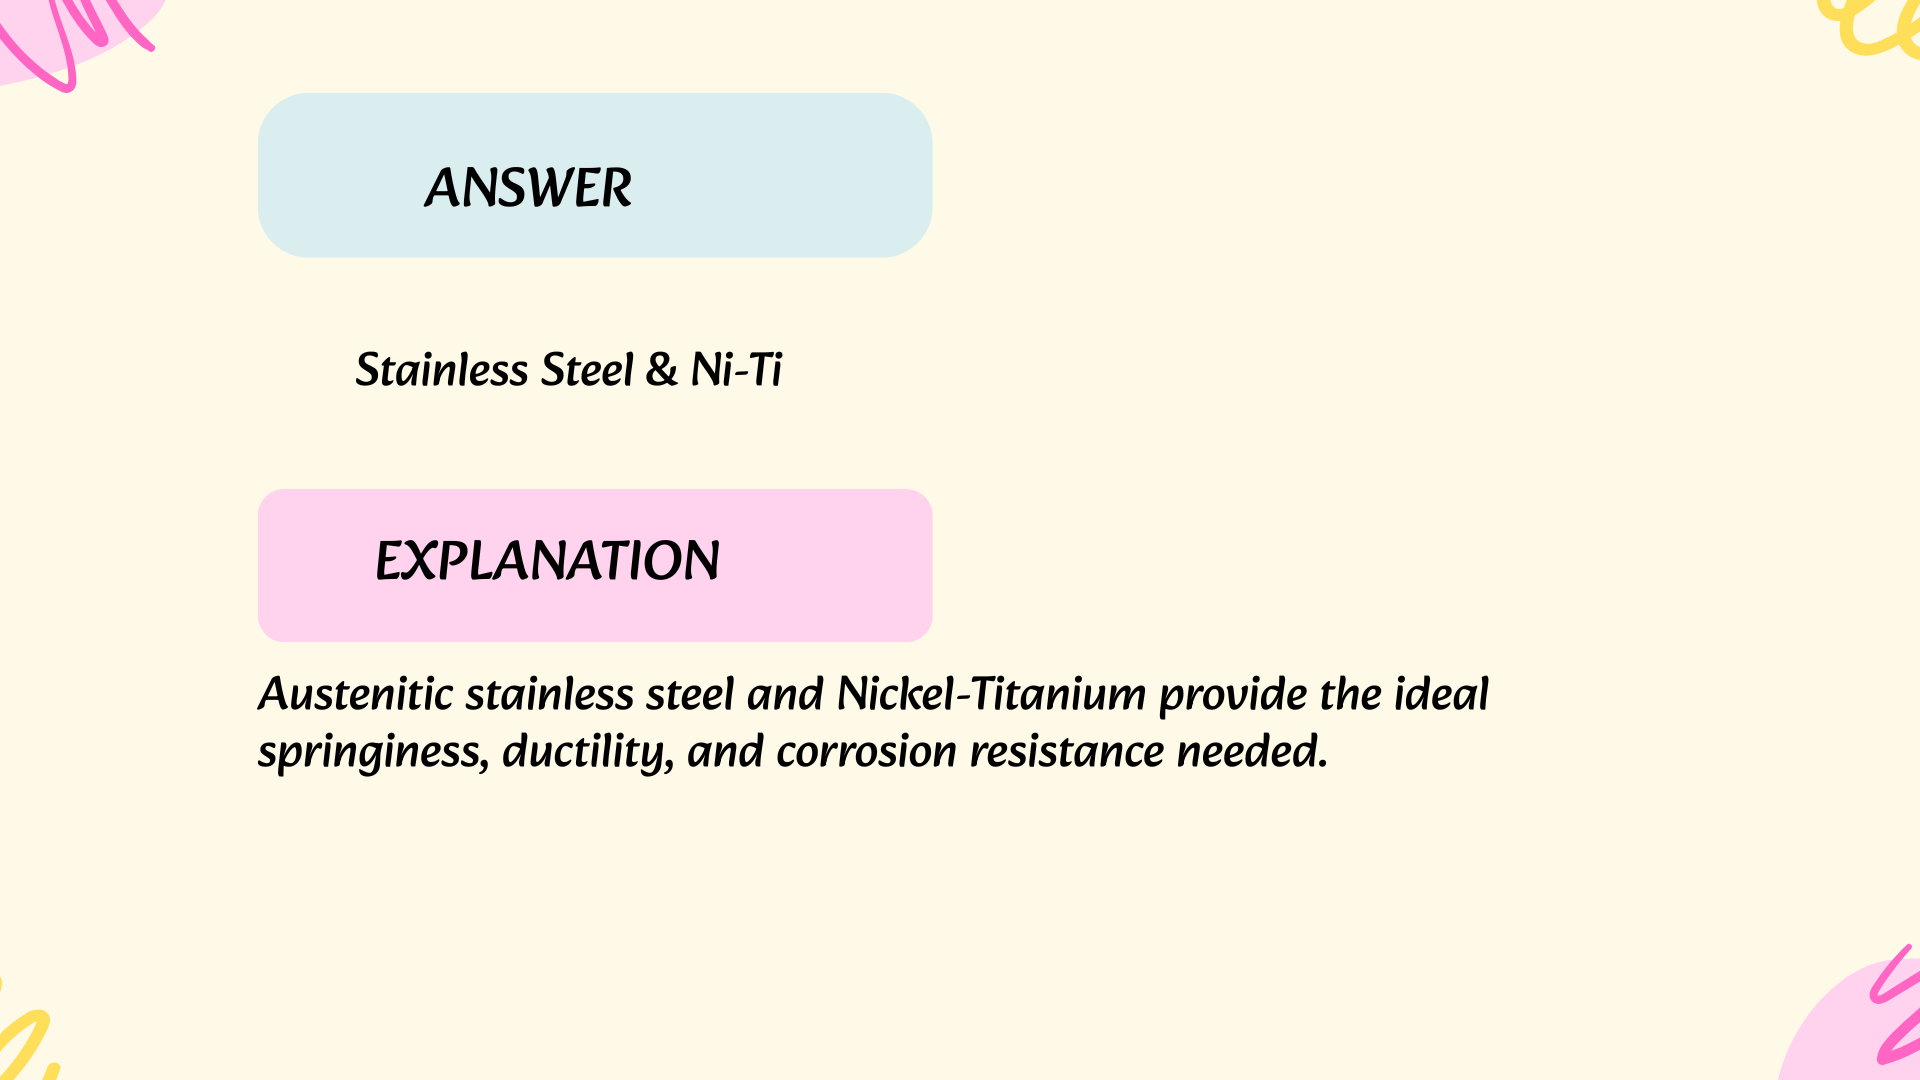 ANSWER
Stainless Steel & Ni-Ti
EXPLANATION
Austenitic stainless steel and Nickel-Titanium provide the ideal
springiness, ductility, and corrosion resistance needed.